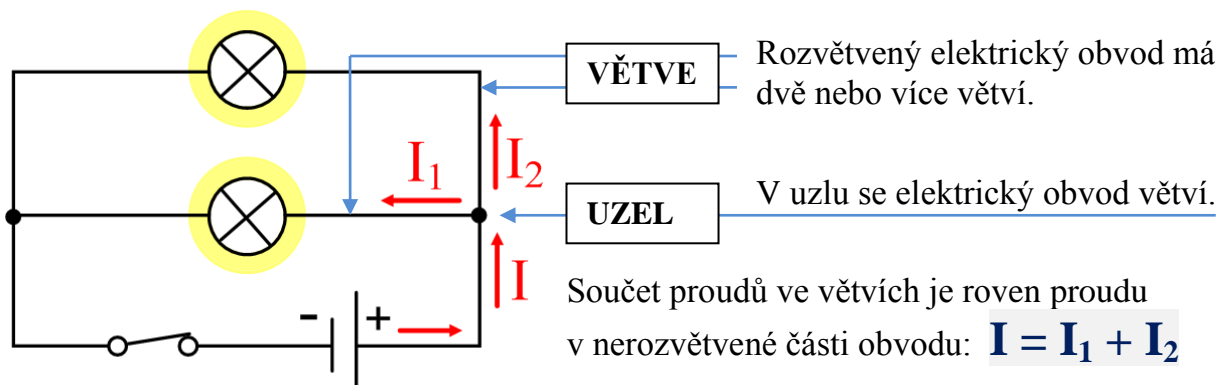 VĚTVE
Rozvětvený elektrický obvod má
dvě nebo více větví.
I₁
I₂
UZEL
V uzlu se elektrický obvod větví.
I
- +
Součet proudů ve větvích je roven proudu
v nerozvětvené části obvodu: I = I₁ + I₂